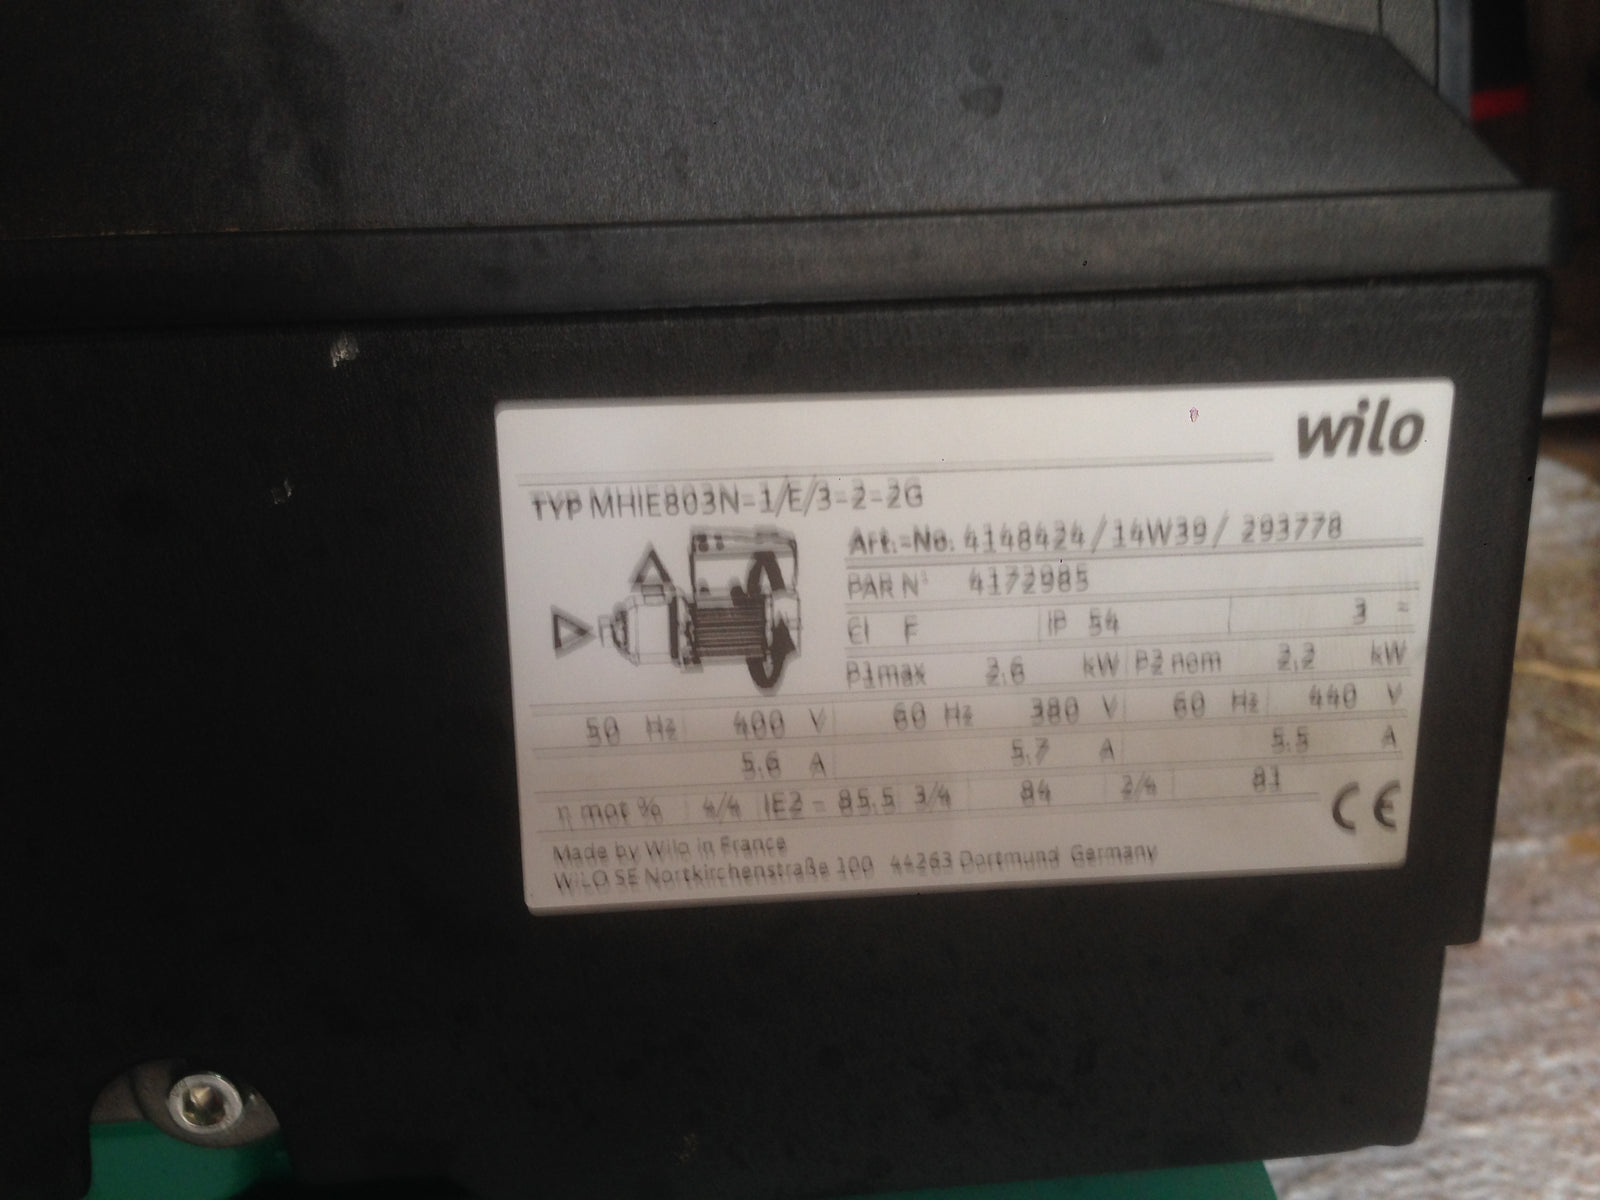 wilo
TYP MHIE803N-1/E/3-2-2G
Art.-No. 4148424 / 14W39 / 293778
PAR N° 4172985
Cl F IP 54 3 ~
P1max 2.6 kW P2 nom 2,2 kW
50 Hz 400 V 60 Hz 380 V 60 Hz 440 V
5.6 A 5.7 A 5.5 A
η mot % 4/4 IE2 - 85.5 3/4 84 2/4 81
CE
Made by Wilo in France
WILO SE Nortkirchenstraße 100 44263 Dortmund Germany